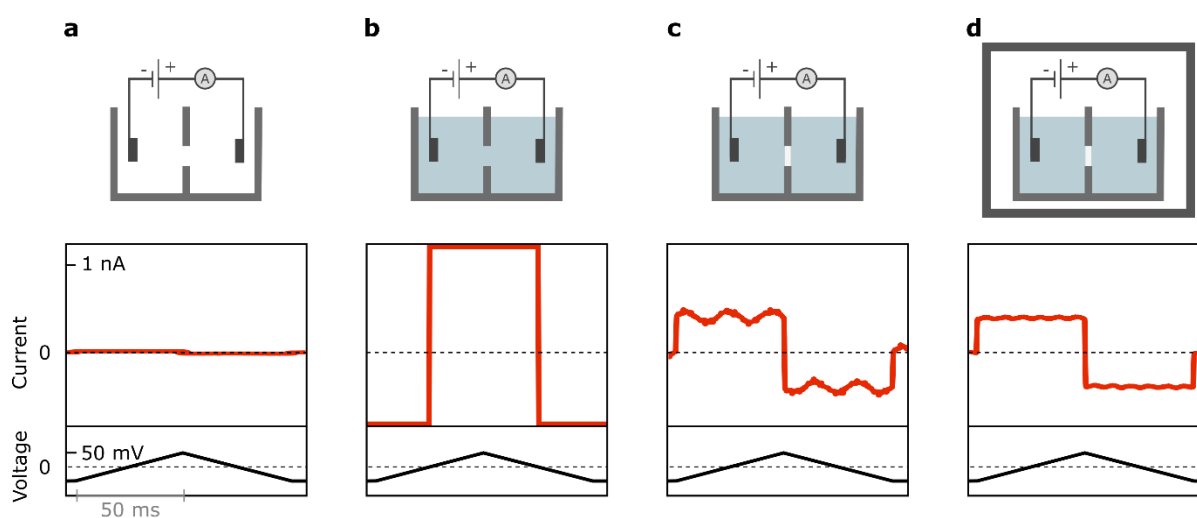 a b c d
- + A - + A - + A - + A
1 nA
0
Current
50 mV
0
Voltage
50 ms